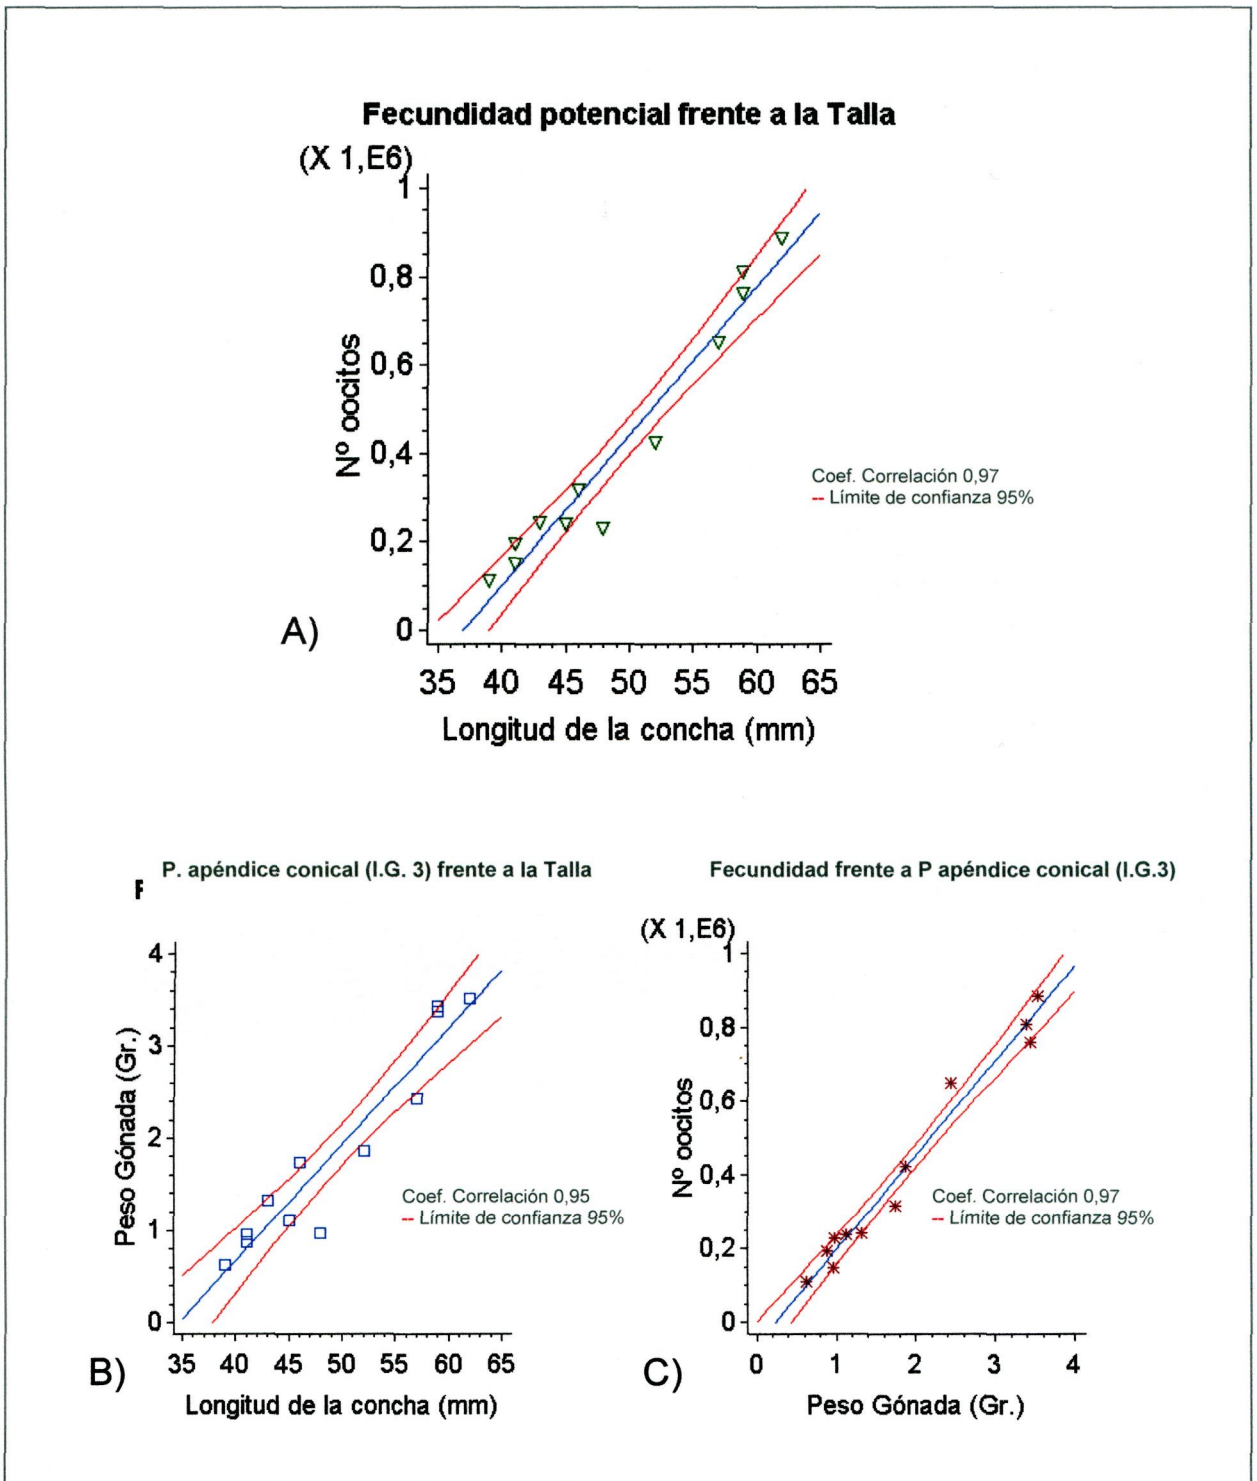 Fecundidad potencial frente a la Talla
(X 1,E6)
1
0,8
0,6
0,4
0,2
0
Nº oocitos
Coef. Correlación 0,97
-- Límite de confianza 95%
A)
35 40 45 50 55 60 65
Longitud de la concha (mm)
P. apéndice conical (I.G. 3) frente a la Talla
4
3
2
1
0
Peso Gónada (Gr.)
Coef. Correlación 0,95
-- Límite de confianza 95%
B)
35 40 45 50 55 60 65
Longitud de la concha (mm)
Fecundidad frente a P apéndice conical (I.G.3)
(X 1,E6)
1
0,8
0,6
0,4
0,2
0
Nº oocitos
Coef. Correlación 0,97
-- Límite de confianza 95%
C)
0 1 2 3 4
Peso Gónada (Gr.)